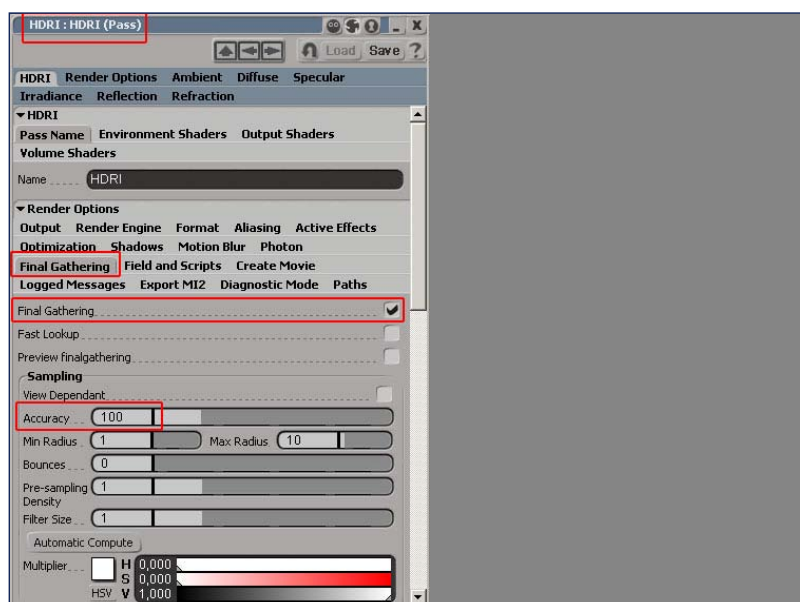 HDRI : HDRI (Pass)
Load Save ?
HDRI Render Options Ambient Diffuse Specular
Irradiance Reflection Refraction
HDRI
Pass Name Environment Shaders Output Shaders
Volume Shaders
Name HDRI
Render Options
Output Render Engine Format Aliasing Active Effects
Optimization Shadows Motion Blur Photon
Final Gathering Field and Scripts Create Movie
Logged Messages Export MI2 Diagnostic Mode Paths
Final Gathering
Fast Lookup
Preview finalgathering
Sampling
View Dependant
Accuracy 100
Min Radius 1 Max Radius 10
Bounces 0
Pre-sampling Density 1
Filter Size 1
Automatic Compute
Multiplier H 0,000
S 0,000
HSV V 1,000